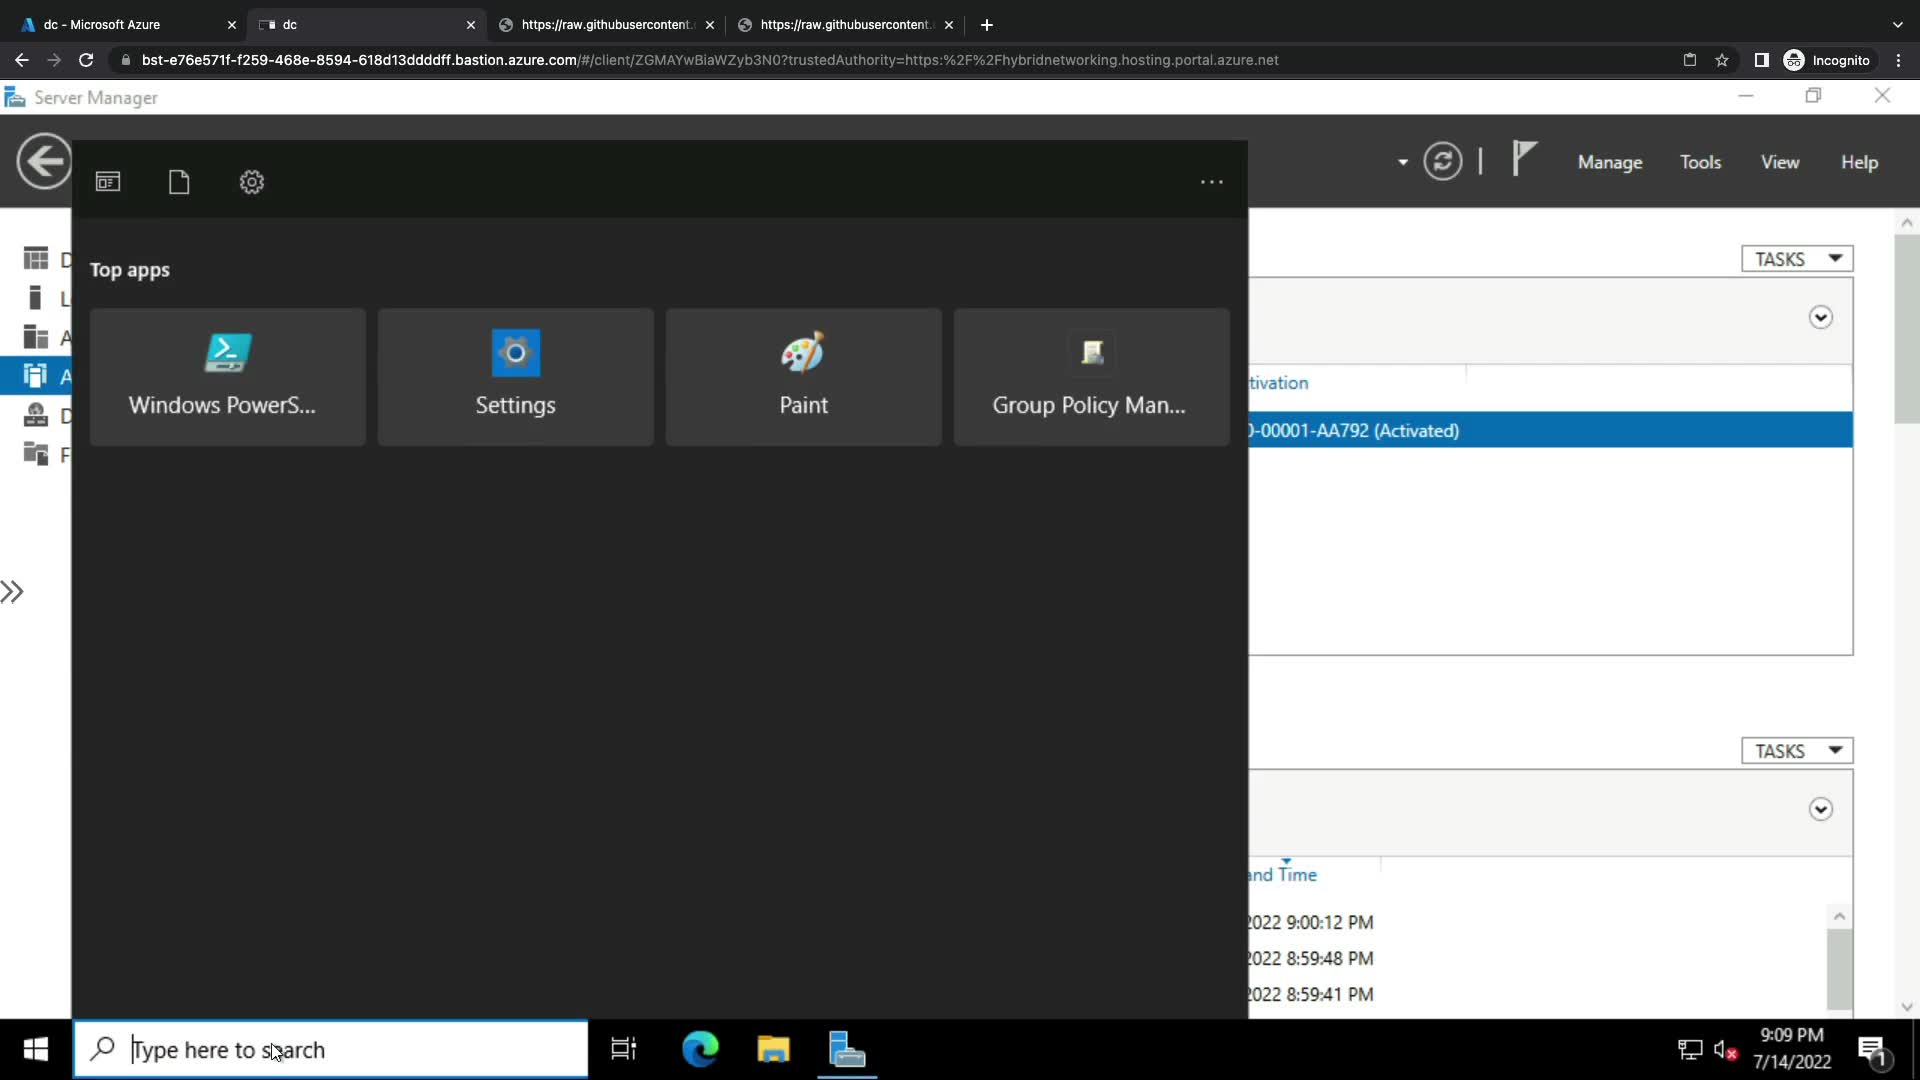 dc - Microsoft Azure
dc
https://raw.githubusercontent.
https://raw.githubusercontent.
bst-e76e571f-f259-468e-8594-618d13ddddff.bastion.azure.com/#/client/ZGMAYwBiaWZyb3N0?trustedAuthority=https:%2F%2Fhybridnetworking.hosting.portal.azure.net
Incognito
Server Manager
Manage
Tools
View
Help
Top apps
Windows PowerS...
Settings
Paint
Group Policy Man...
TASKS
tivation
0-00001-AA792 (Activated)
TASKS
and Time
2022 9:00:12 PM
2022 8:59:48 PM
2022 8:59:41 PM
D
L
A
A
D
F
Type here to search
9:09 PM
7/14/2022
1